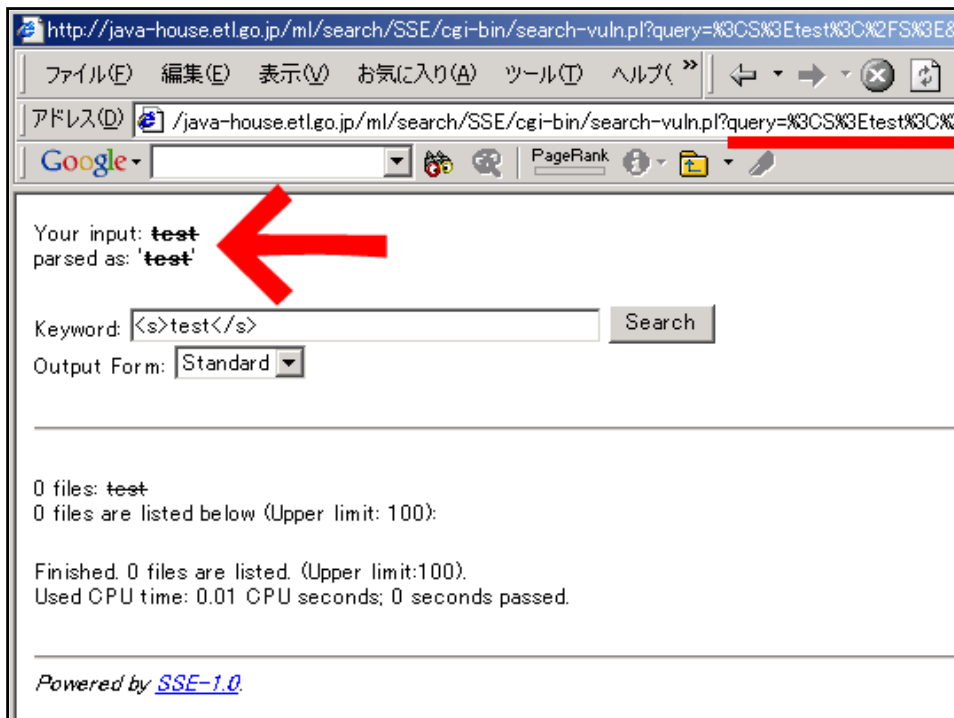 http://java-house.etl.go.jp/ml/search/SSE/cgi-bin/search-vuln.pl?query=%3CS%3Etest%3C%2FS%3E&
ファイル(F) 編集(E) 表示(V) お気に入り(A) ツール(T) ヘルプ( »
アドレス(D) /java-house.etl.go.jp/ml/search/SSE/cgi-bin/search-vuln.pl?query=%3CS%3Etest%3C%2
Google PageRank
Your input: test
parsed as: 'test'
Keyword: <s>test</s> Search
Output Form: Standard
0 files: test
0 files are listed below (Upper limit: 100):
Finished. 0 files are listed. (Upper limit:100).
Used CPU time: 0.01 CPU seconds; 0 seconds passed.
Powered by SSE-1.0.